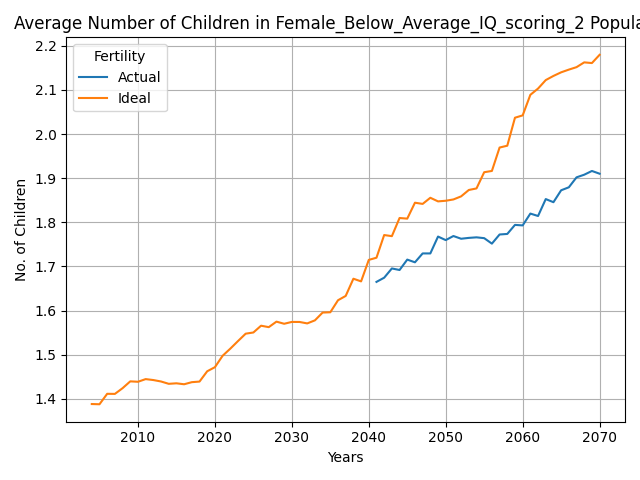 Average Number of Children in Female_Below_Average_IQ_scoring_2 Popula
Fertility
Actual
Ideal
2.2
2.1
2.0
1.9
1.8
1.7
1.6
1.5
1.4
No. of Children
2010 2020 2030 2040 2050 2060 2070
Years